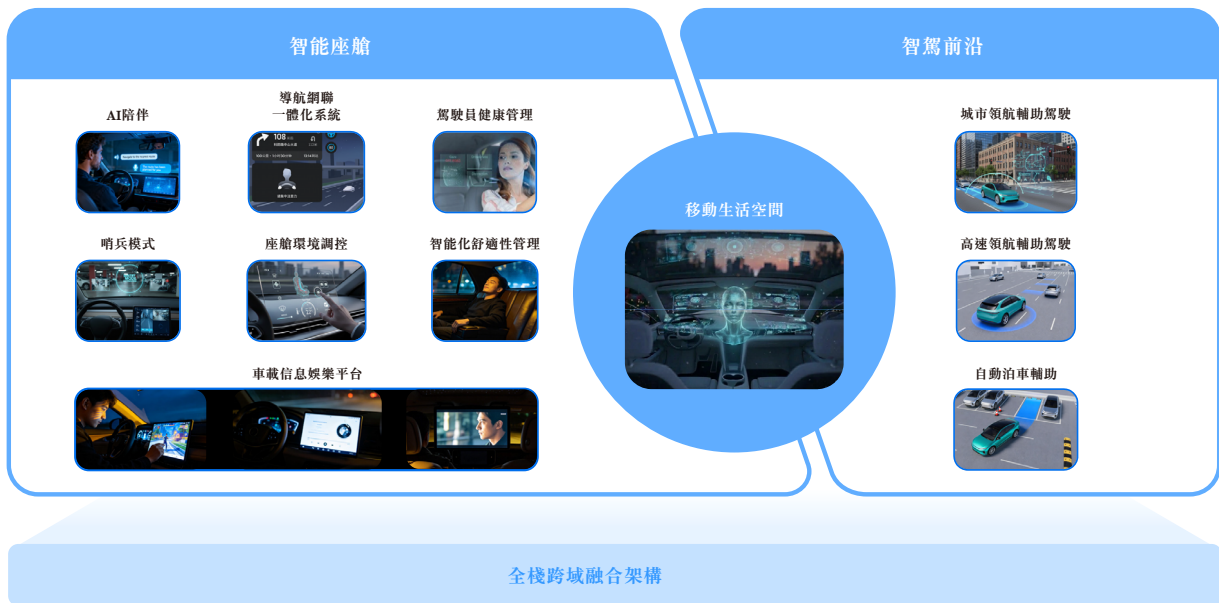 智能座艙
智駕前沿
AI陪伴
導航網聯
一體化系統
駕駛員健康管理
108
哨兵模式
座艙環境調控
智能化舒適性管理
車載信息娛樂平台
移動生活空間
城市領航輔助駕駛
高速領航輔助駕駛
自動泊車輔助
全棧跨域融合架構